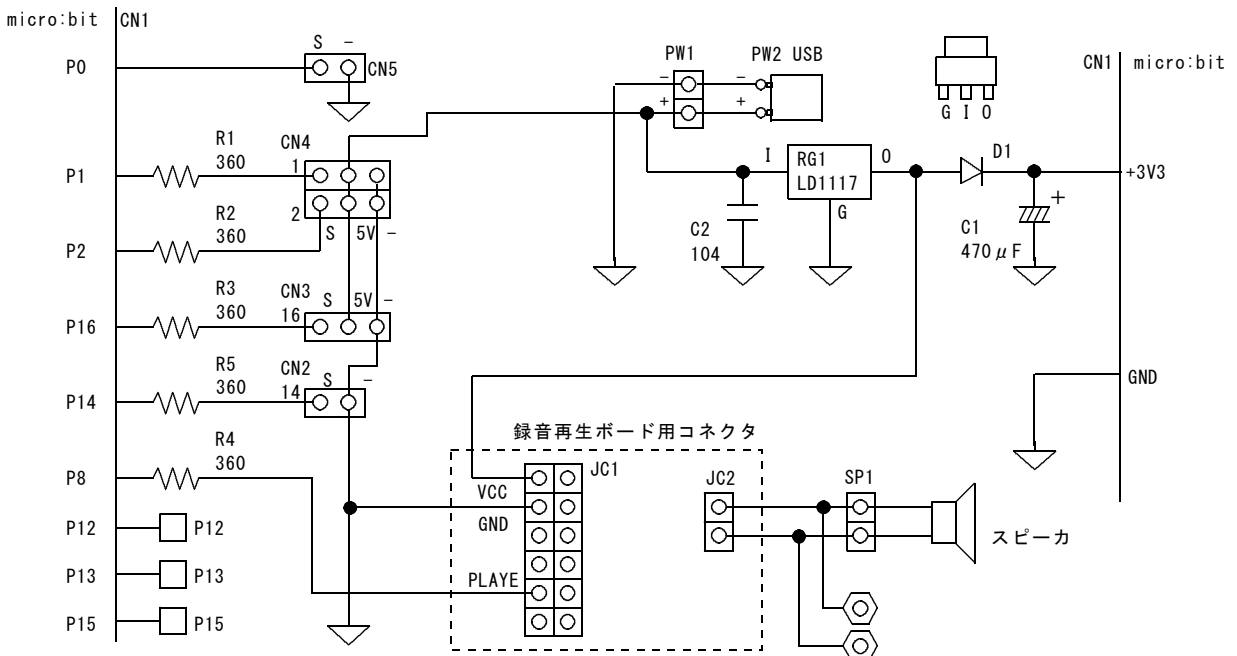 micro:bit
CN1
P0
S -
CN5
R1
360
CN4
1
P1
2
R2
360
S 5V -
P2
R3
360
CN3
16
S 5V -
P16
R5
360
CN2
14
S -
P14
R4
360
P8
P12
P12
P13
P13
P15
P15
PW1
PW2 USB
- -
+ +
I
RG1
LD1117
O
G
C2
104
G I O
D1
C1
470μF
+
CN1
micro:bit
+3V3
GND
録音再生ボード用コネクタ
JC1
VCC
GND
PLAYE
JC2
SP1
スピーカ